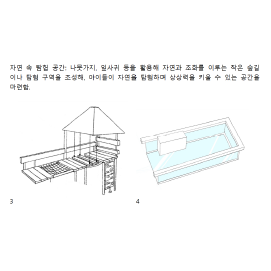 자연 속 탐험 공간: 나뭇가지, 잎사귀 등을 활용해 자연과 조화를 이루는 작은 숲길
이나 탐험 구역을 조성해, 아이들이 자연을 탐험하며 상상력을 키울 수 있는 공간을
마련함.
3
4